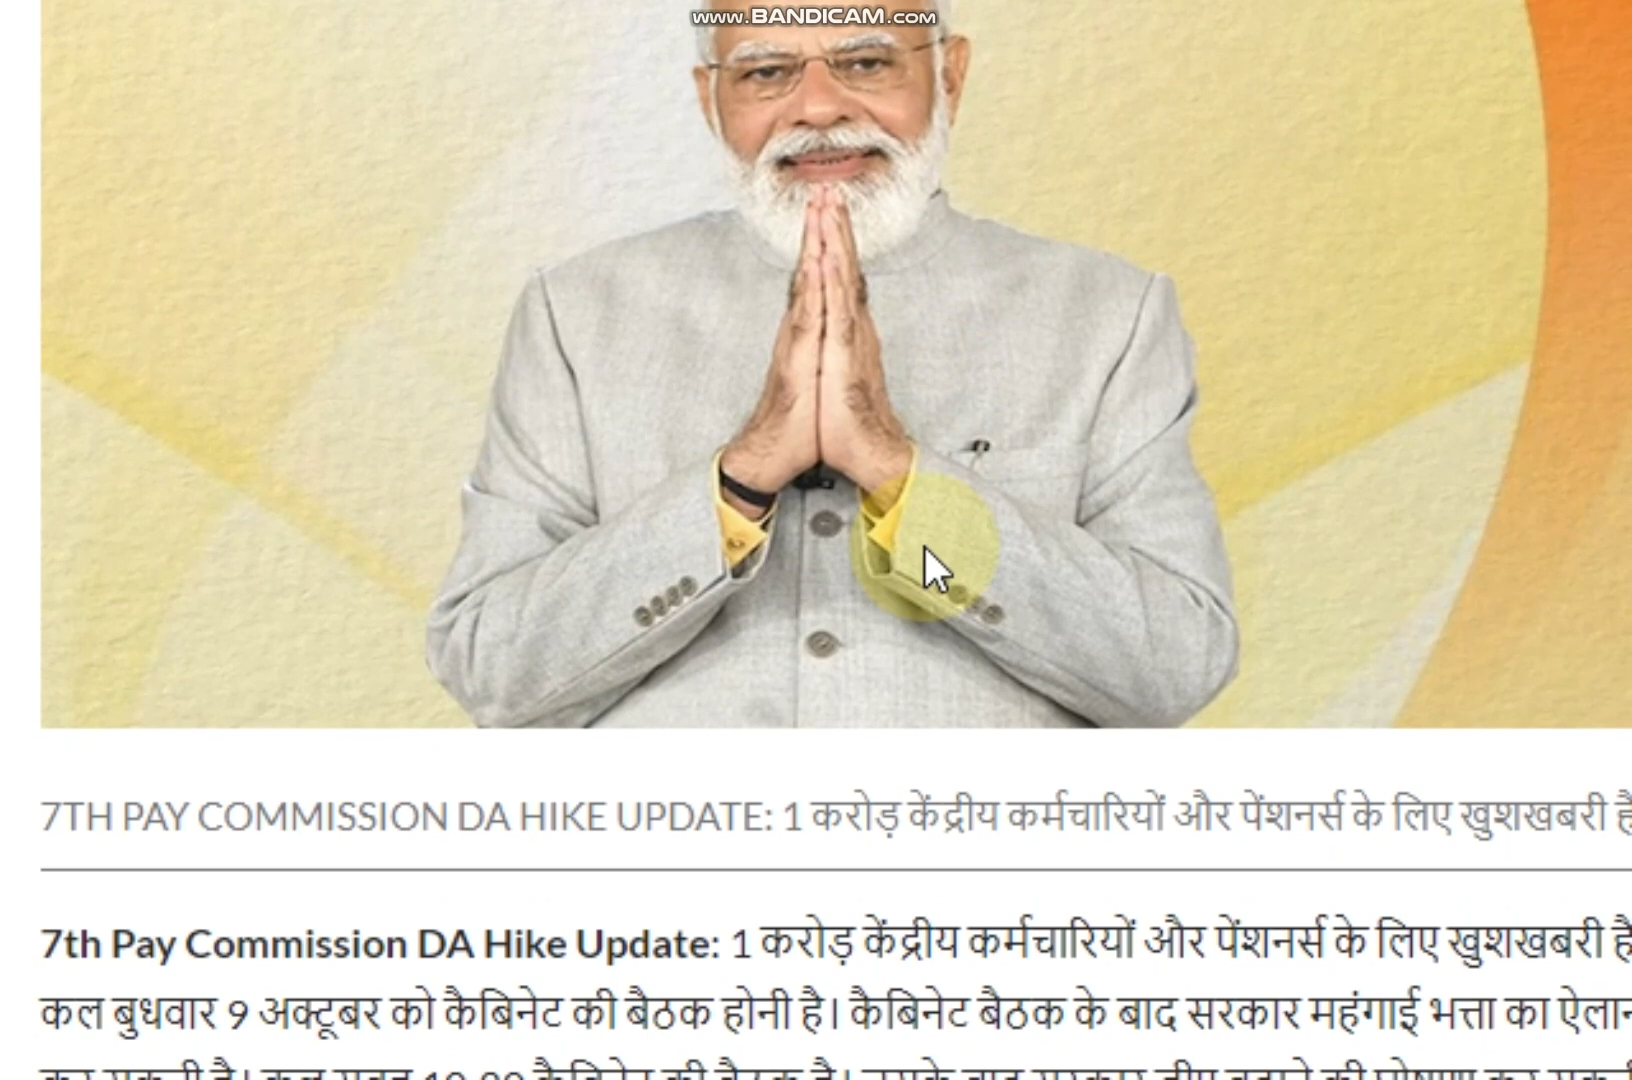 www.BANDICAM.com
7TH PAY COMMISSION DA HIKE UPDATE: 1 करोड़ केंद्रीय कर्मचारियों और पेंशनर्स के लिए खुशखबरी है
7th Pay Commission DA Hike Update: 1 करोड़ केंद्रीय कर्मचारियों और पेंशनर्स के लिए खुशखबरी है
कल बुधवार 9 अक्टूबर को कैबिनेट की बैठक होनी है। कैबिनेट बैठक के बाद सरकार महंगाई भत्ता का ऐलान